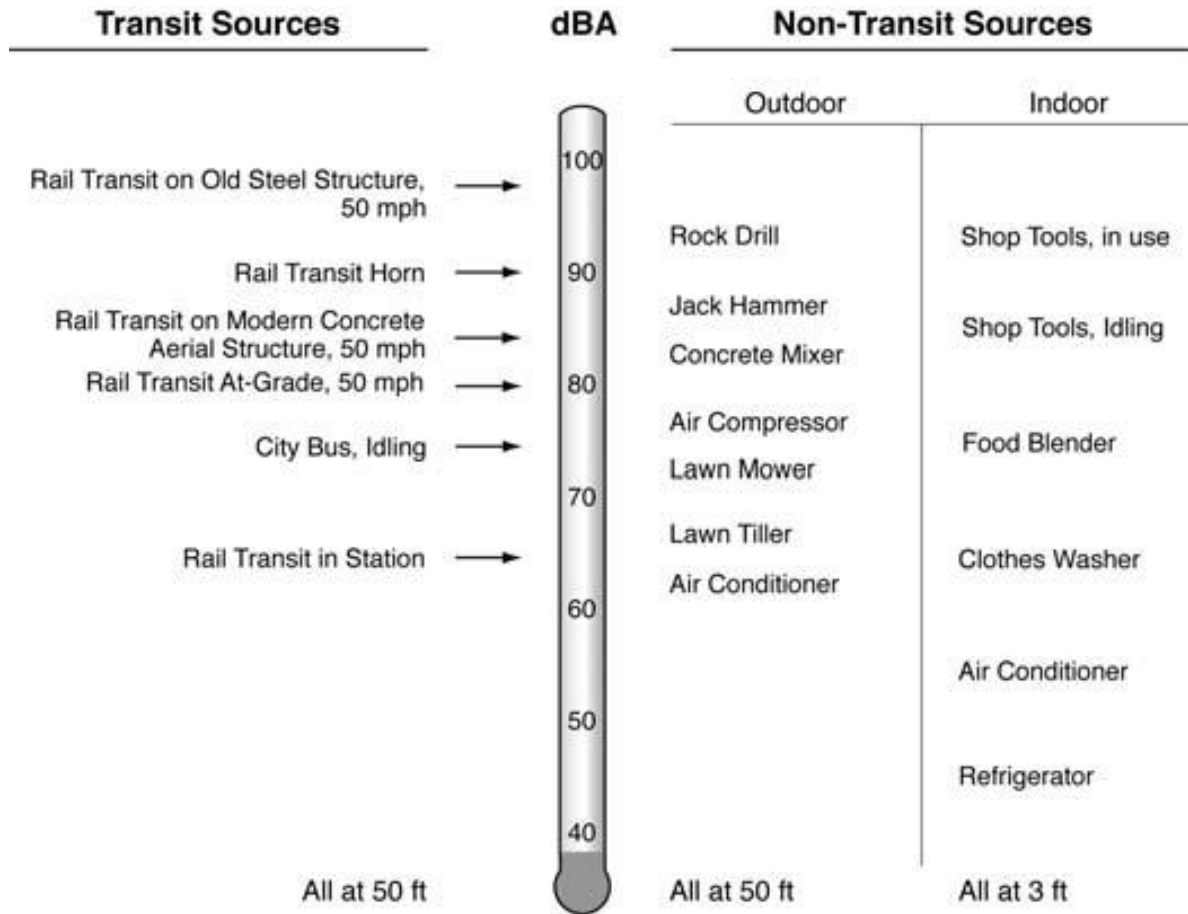 Transit Sources
dBA
Non-Transit Sources
Outdoor
Indoor
100
Rail Transit on Old Steel Structure,
50 mph
Rock Drill
Shop Tools, in use
Rail Transit Horn
90
Jack Hammer
Rail Transit on Modern Concrete
Aerial Structure, 50 mph
Shop Tools, Idling
Concrete Mixer
Rail Transit At-Grade, 50 mph
80
Air Compressor
City Bus, Idling
Food Blender
Lawn Mower
70
Lawn Tiller
Rail Transit in Station
Clothes Washer
Air Conditioner
60
Air Conditioner
50
Refrigerator
40
All at 50 ft
All at 50 ft
All at 3 ft